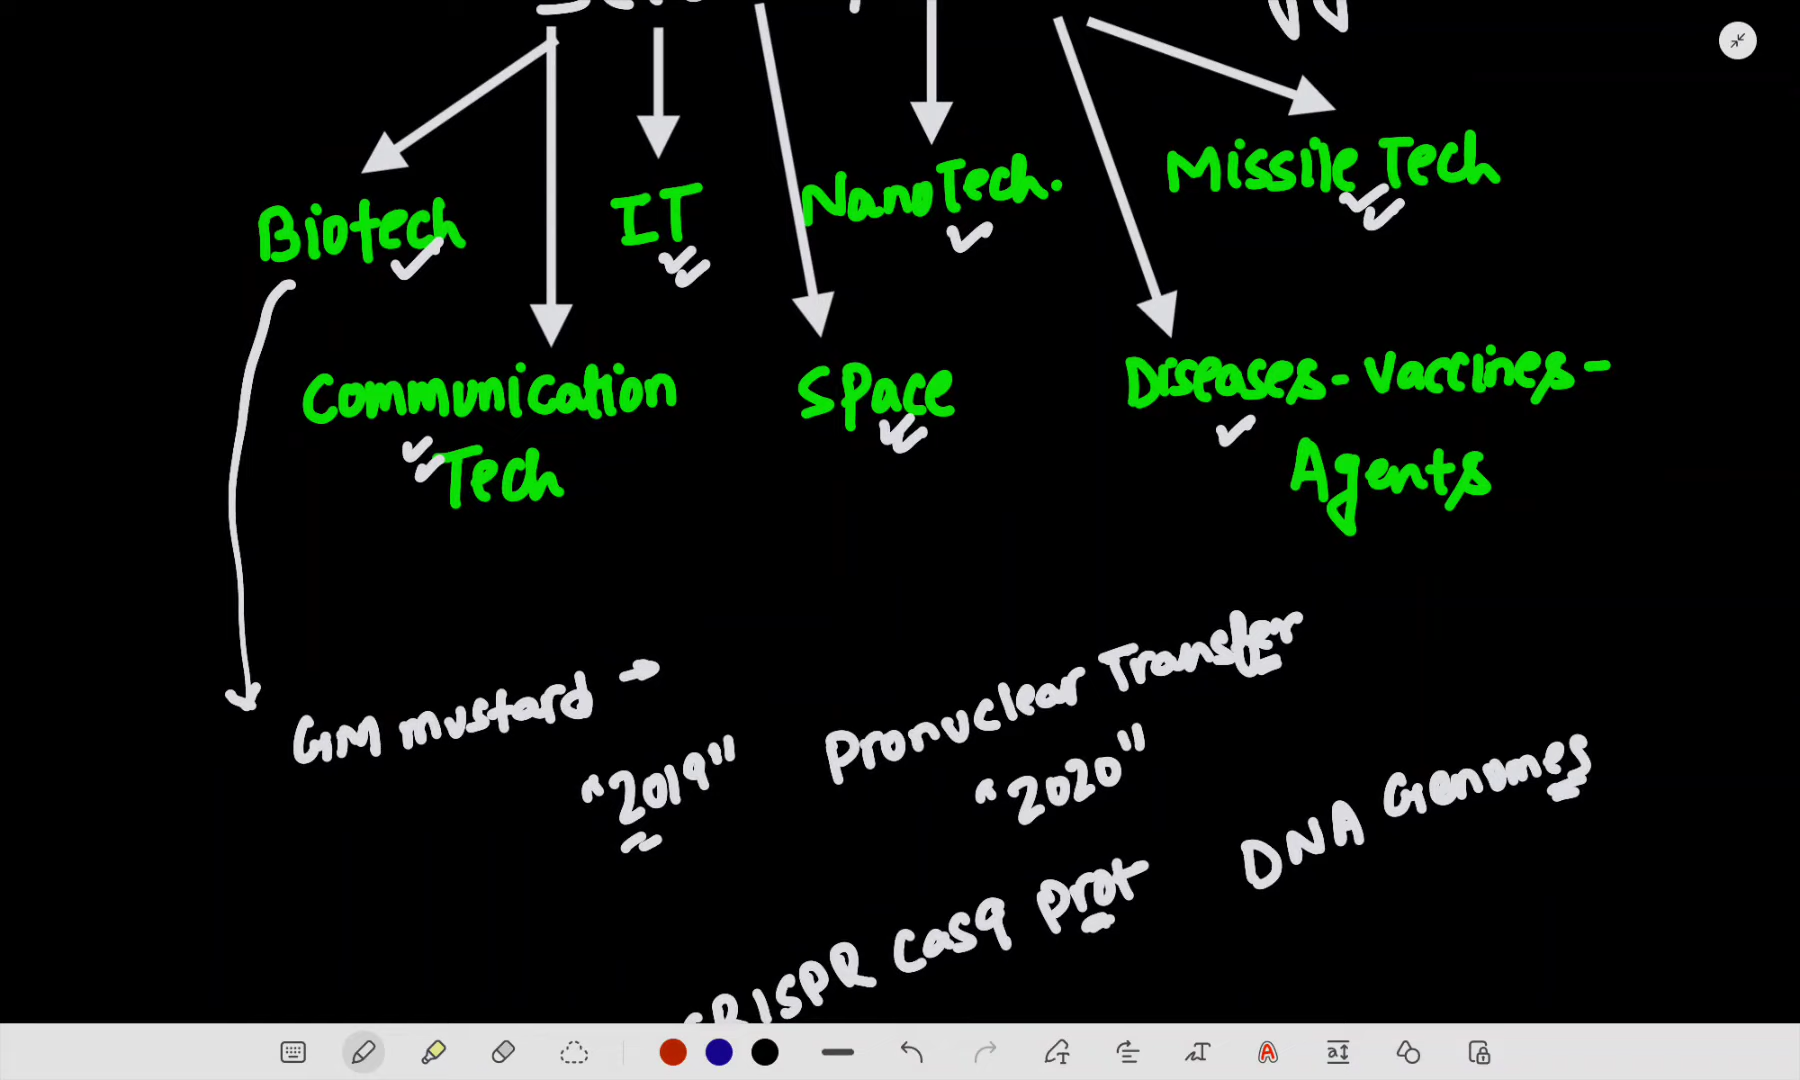 Missile Tech
NanoTech.
IT
Biotech
Communication
Tech
Space
Diseases - Vaccines -
Agents
GM mustard →
"2019"
Pronuclear Transfer
"2020"
DNA Genomes
CRISPR Cas9 Prot